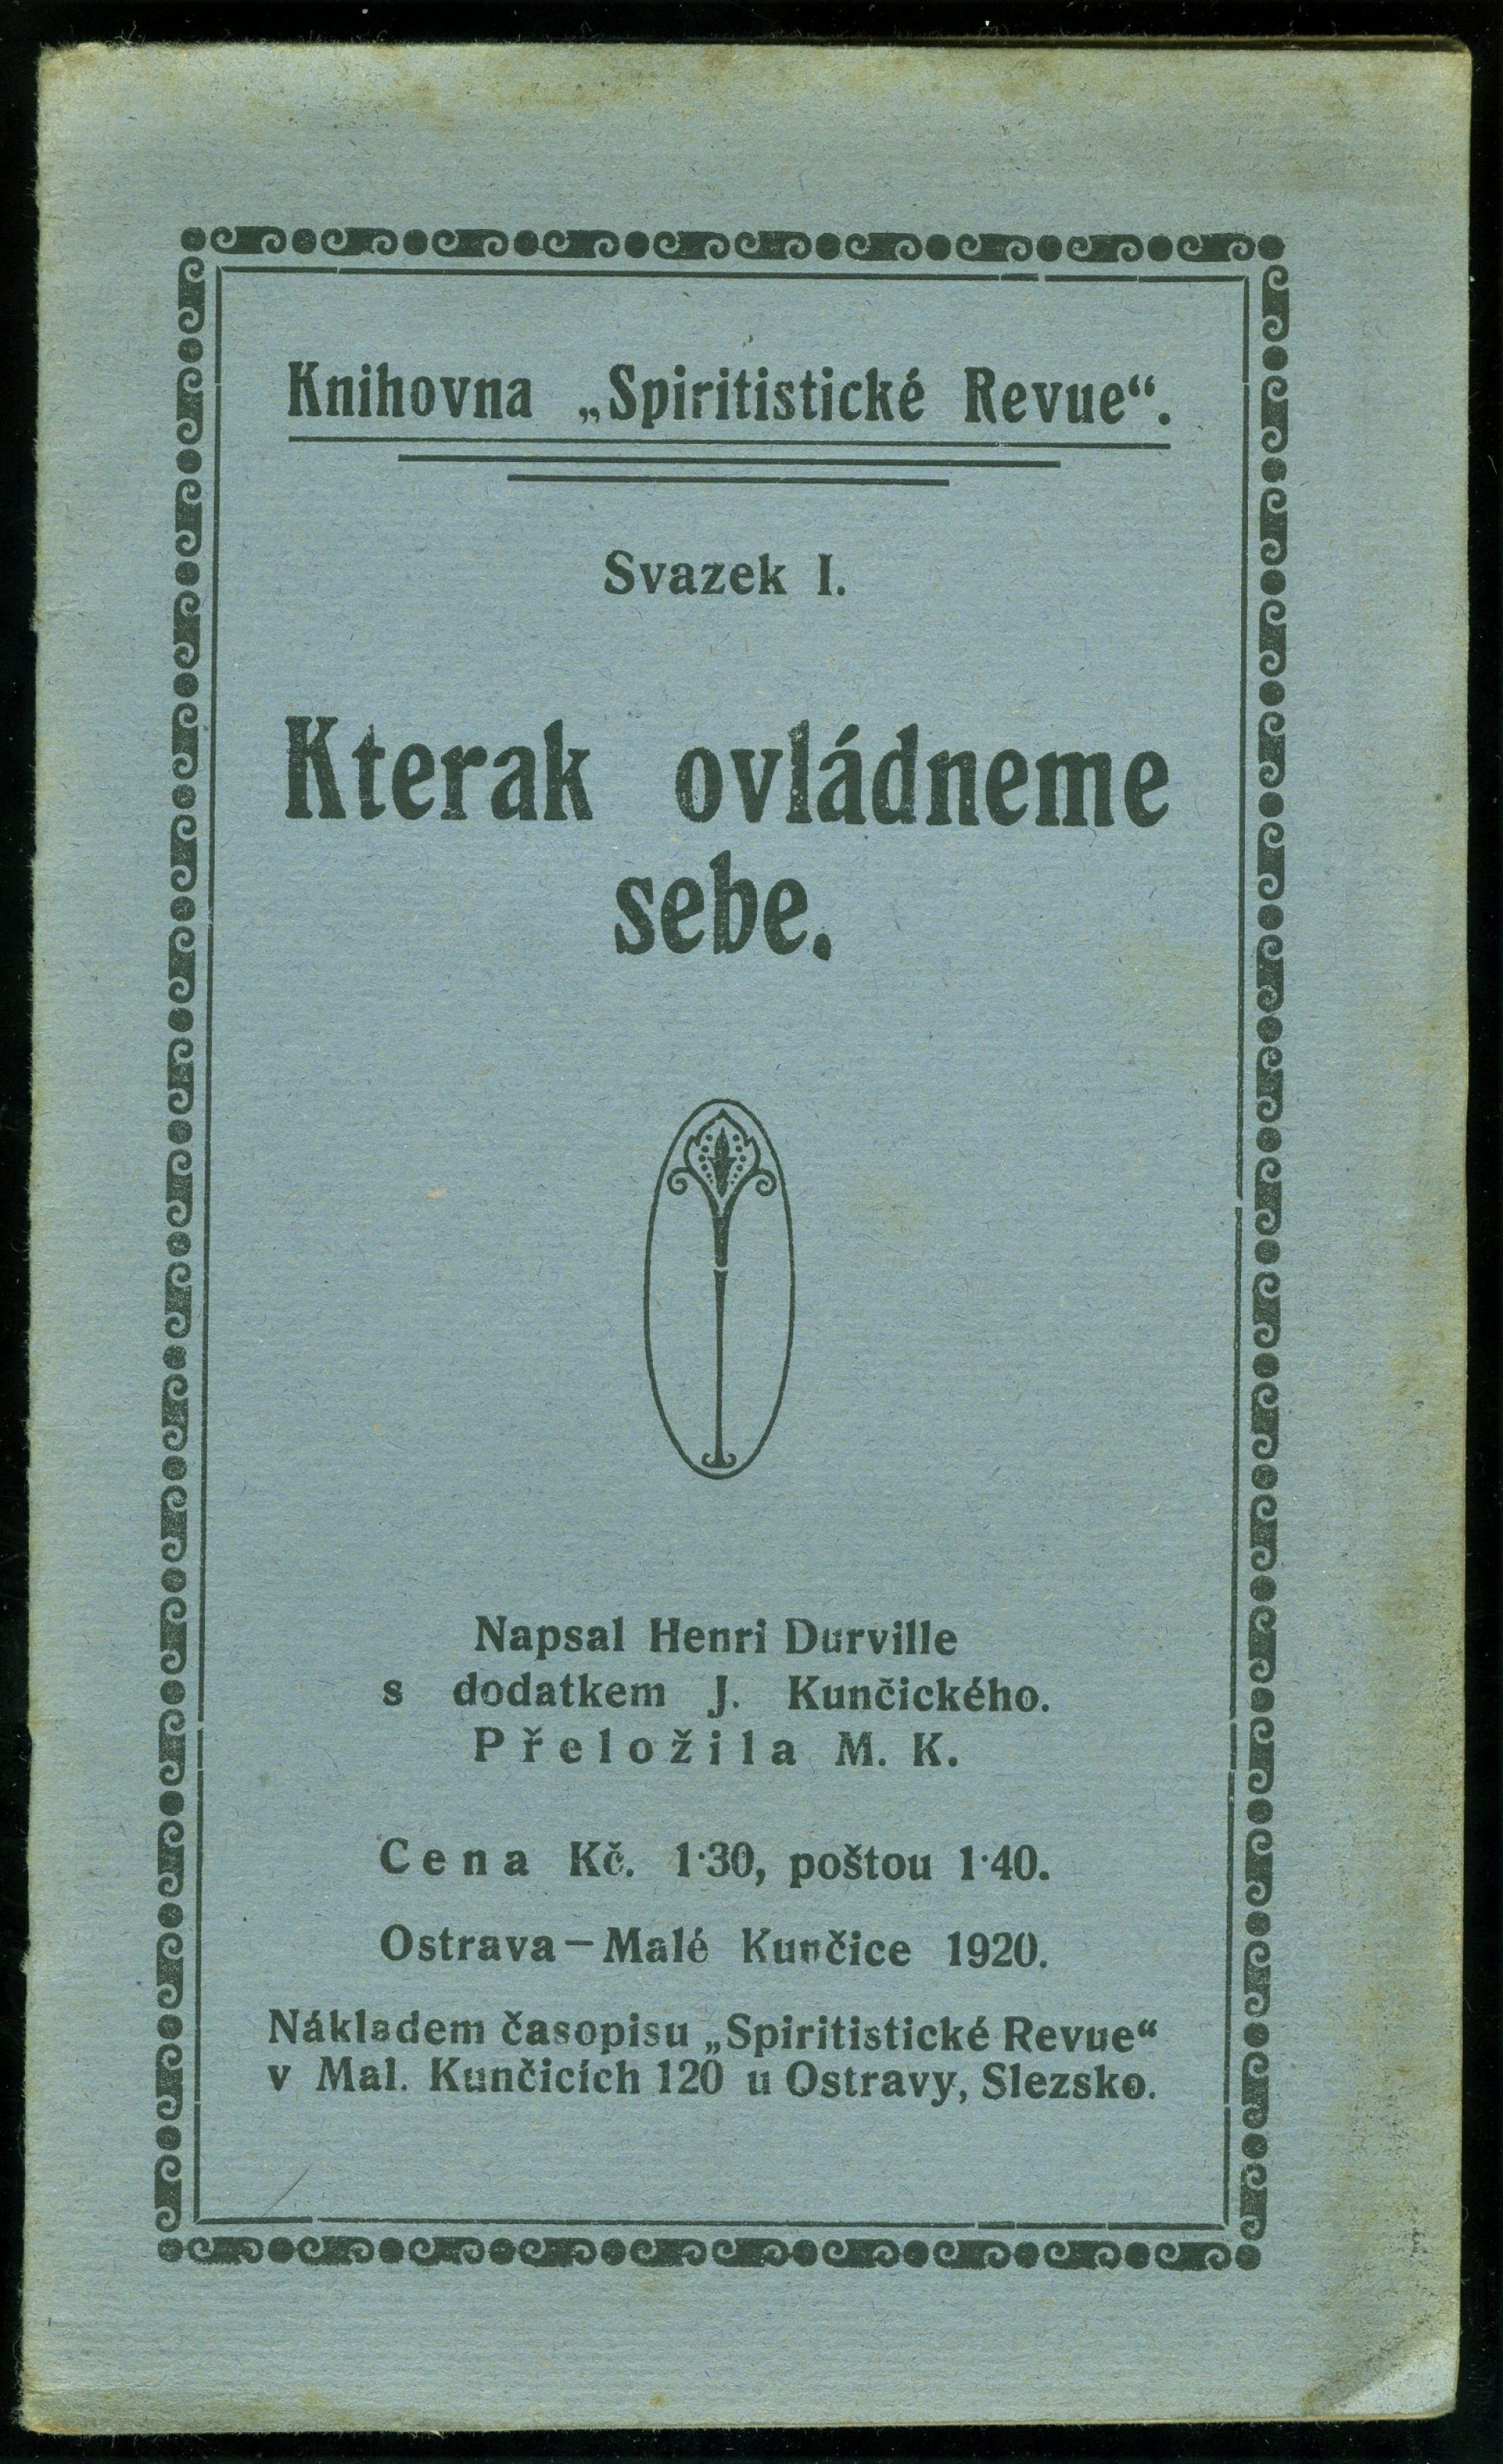 Knihovna „Spiritistické Revue“.
Svazek I.
Kterak ovládneme
sebe.
Napsal Henri Durville
s dodatkem J. Kunčického.
Přeložila M. K.
Cena Kč. 1·30, poštou 1·40.
Ostrava—Malé Kunčice 1920.
Nákladem časopisu „Spiritistické Revue“
v Mal. Kunčicích 120 u Ostravy, Slezsko.